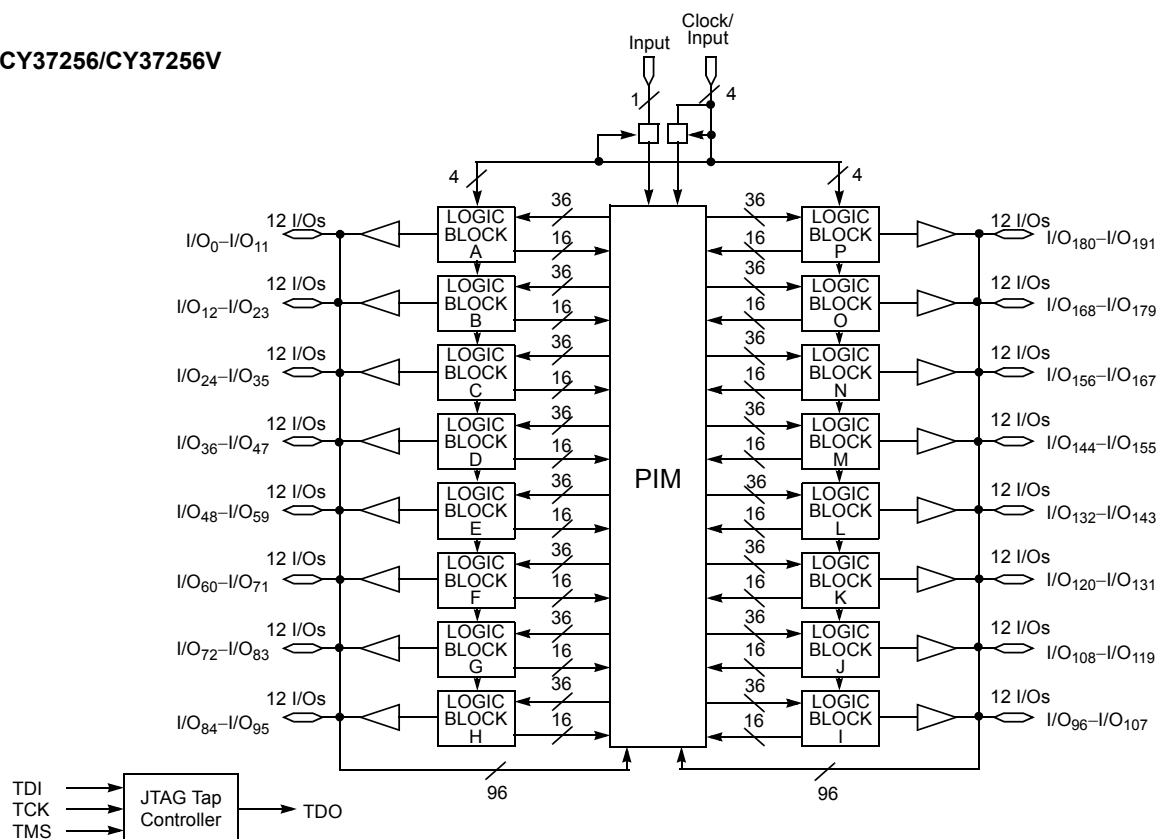 CY37256/CY37256V
Input
Clock/
Input
1
4
4
4
12 I/Os
I/O0–I/O11
LOGIC
BLOCK
A
36
16
36
16
LOGIC
BLOCK
P
12 I/Os
I/O180–I/O191
12 I/Os
I/O12–I/O23
LOGIC
BLOCK
B
36
16
36
16
LOGIC
BLOCK
O
12 I/Os
I/O168–I/O179
12 I/Os
I/O24–I/O35
LOGIC
BLOCK
C
36
16
36
16
LOGIC
BLOCK
N
12 I/Os
I/O156–I/O167
12 I/Os
I/O36–I/O47
LOGIC
BLOCK
D
36
16
36
16
LOGIC
BLOCK
M
12 I/Os
I/O144–I/O155
PIM
12 I/Os
I/O48–I/O59
LOGIC
BLOCK
E
36
16
36
16
LOGIC
BLOCK
L
12 I/Os
I/O132–I/O143
12 I/Os
I/O60–I/O71
LOGIC
BLOCK
F
36
16
36
16
LOGIC
BLOCK
K
12 I/Os
I/O120–I/O131
12 I/Os
I/O72–I/O83
LOGIC
BLOCK
G
36
16
36
16
LOGIC
BLOCK
J
12 I/Os
I/O108–I/O119
12 I/Os
I/O84–I/O95
LOGIC
BLOCK
H
36
16
36
16
LOGIC
BLOCK
I
12 I/Os
I/O96–I/O107
96
96
TDI
TCK
TMS
JTAG Tap
Controller
TDO